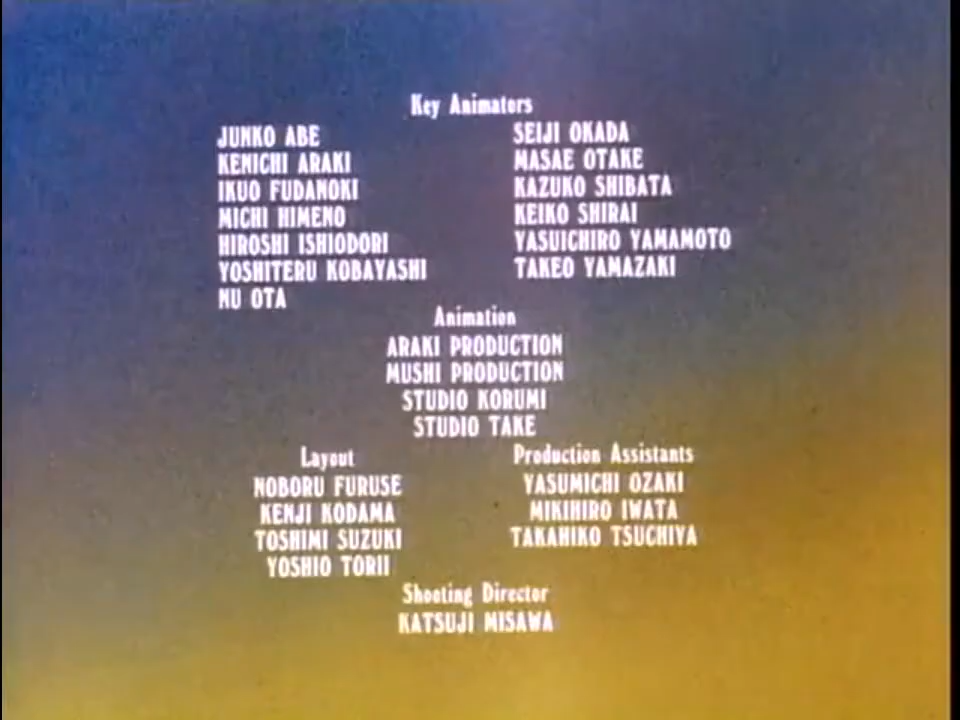 Key Animators
JUNKO ABE
KENICHI ARAKI
IKUO FUDANOKI
MICHI HIMENO
HIROSHI ISHIODORI
YOSHITERU KOBAYASHI
NU OTA
SEIJI OKADA
MASAE OTAKE
KAZUKO SHIBATA
KEIKO SHIRAI
YASUICHIRO YAMAMOTO
TAKEO YAMAZAKI
Animation
ARAKI PRODUCTION
MUSHI PRODUCTION
STUDIO KORUMI
STUDIO TAKE
Layout
NOBORU FURUSE
KENJI KODAMA
TOSHIMI SUZUKI
YOSHIO TORII
Production Assistants
YASUMICHI OZAKI
MIKIHIRO IWATA
TAKAHIKO TSUCHIYA
Shooting Director
KATSUJI MISAWA